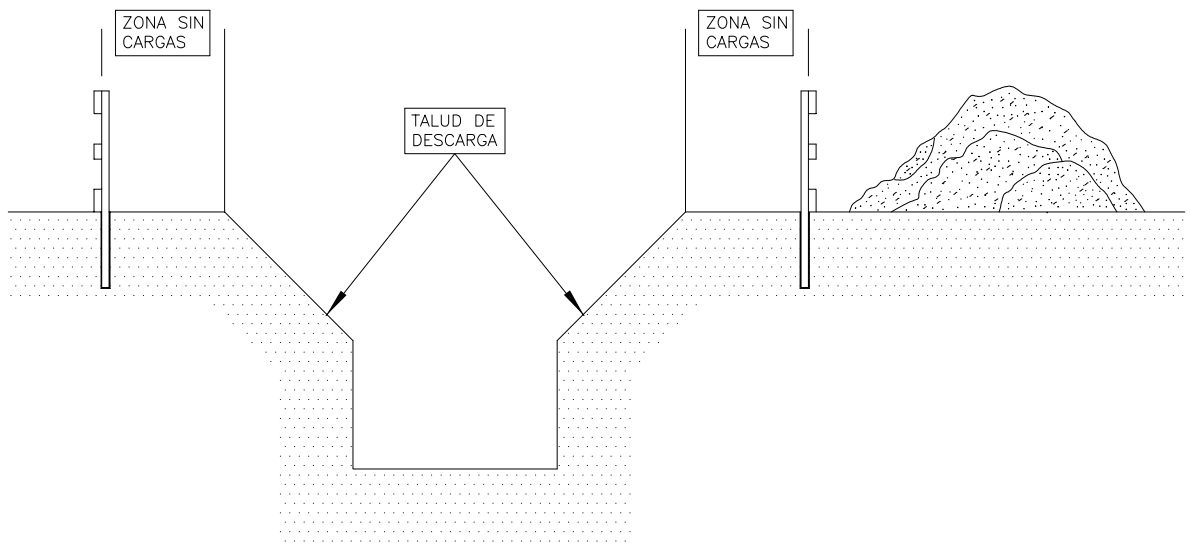 ZONA SIN
CARGAS
ZONA SIN
CARGAS
TALUD DE
DESCARGA